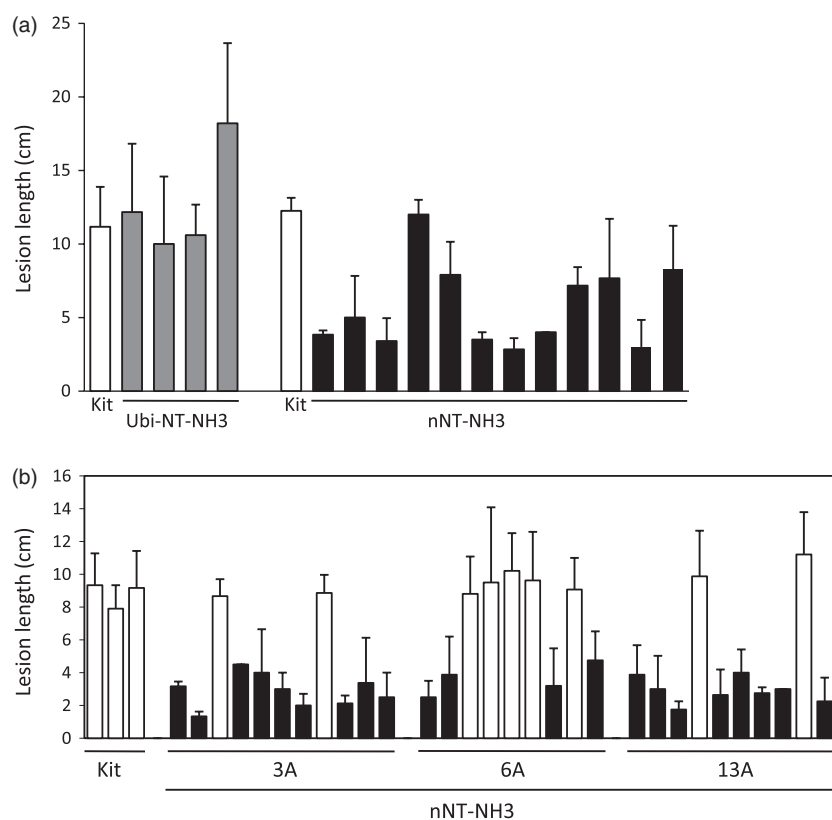 (a)
Lesion length (cm)
25
20
15
10
5
0
Kit
Ubi-NT-NH3
Kit
nNT-NH3
(b)
Lesion length (cm)
16
14
12
10
8
6
4
2
0
Kit
3A
6A
13A
nNT-NH3